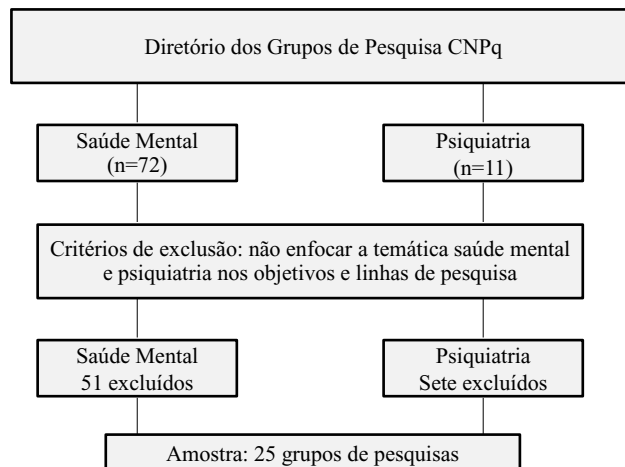 Diretório dos Grupos de Pesquisa CNPq
Saúde Mental
(n=72)
Psiquiatria
(n=11)
Critérios de exclusão: não enfocar a temática saúde mental
e psiquiatria nos objetivos e linhas de pesquisa
Saúde Mental
51 excluídos
Psiquiatria
Sete excluídos
Amostra: 25 grupos de pesquisas